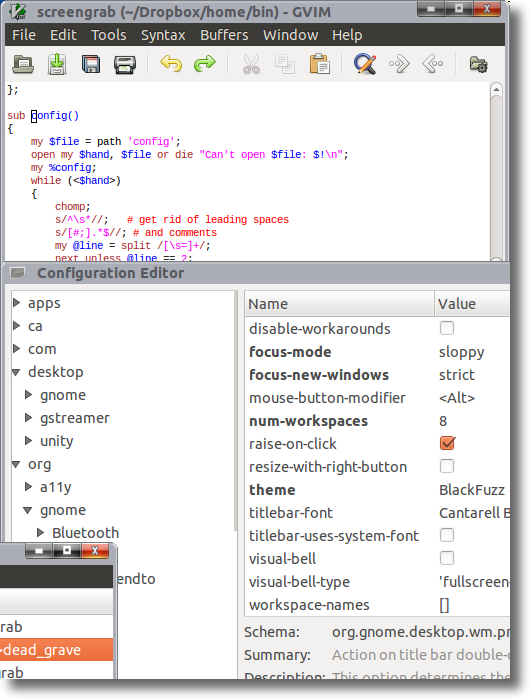 screengrab (~/Dropbox/home/bin) - GVIM
File Edit Tools Syntax Buffers Window Help
};
sub config()
{
my $file = path 'config';
open my $hand, $file or die "Can't open $file: $!\n";
my %config;
while (<$hand>)
{
chomp;
s/^\s*//; # get rid of leading spaces
s/[#;].*$//; # and comments
my @line = split /[\s=]+/;
next unless @line == 2;
Configuration Editor
apps
ca
com
desktop
gnome
gstreamer
unity
org
a11y
gnome
Bluetooth
endto
Name Value
disable-workarounds
focus-mode sloppy
focus-new-windows strict
mouse-button-modifier <Alt>
num-workspaces 8
raise-on-click
resize-with-right-button
theme BlackFuzz
titlebar-font Cantarell B
titlebar-uses-system-font
visual-bell
visual-bell-type 'fullscreen-
workspace-names []
Schema: org.gnome.desktop.wm.pr
Summary: Action on title bar double-c
Description: This option determines the
rab
>dead_grave
grab